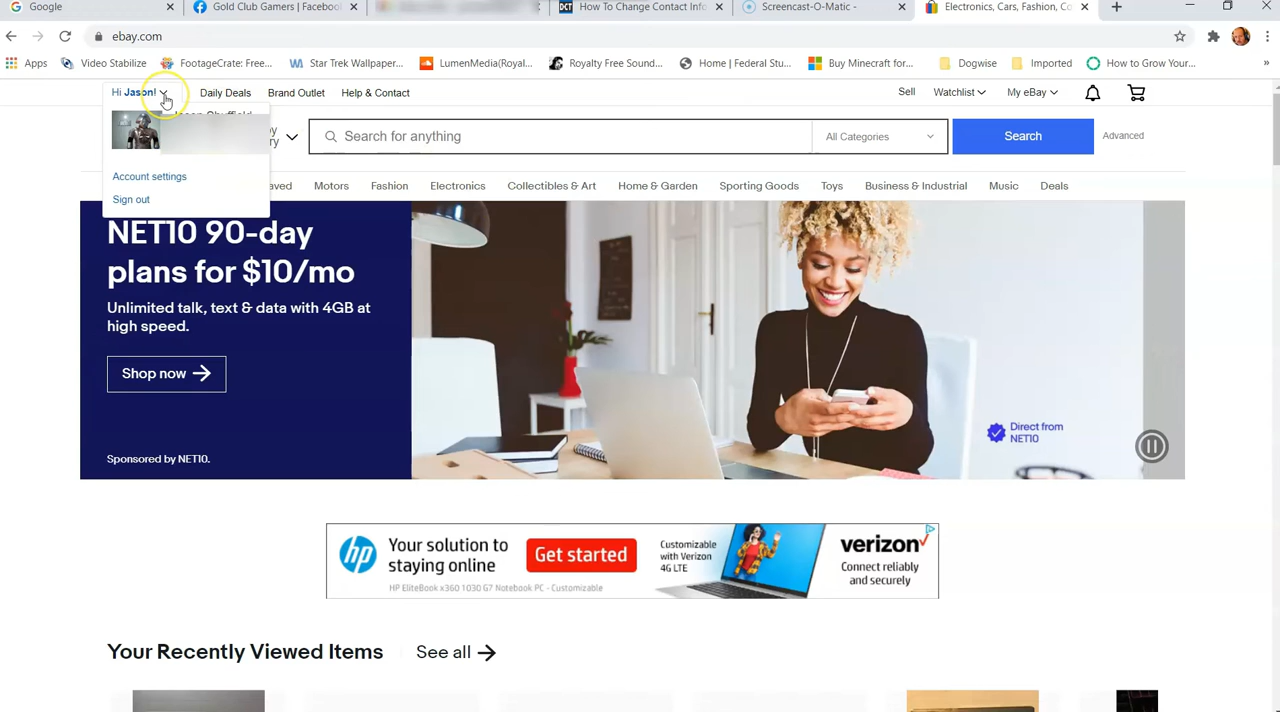 Google
Gold Club Gamers | Facebook
How To Change Contact Info
Screencast-O-Matic -
Electronics, Cars, Fashion, Co
ebay.com
Apps
Video Stabilize
FootageCrate: Free...
Star Trek Wallpaper...
LumenMedia(Royal...
Royalty Free Sound...
Home | Federal Stu...
Buy Minecraft for...
Dogwise
Imported
How to Grow Your...
»
Hi Jason!
Daily Deals
Brand Outlet
Help & Contact
Sell
Watchlist
My eBay
Search for anything
All Categories
Search
Advanced
Account settings
Sign out
Motors
Fashion
Electronics
Collectibles & Art
Home & Garden
Sporting Goods
Toys
Business & Industrial
Music
Deals
NET10 90-day
plans for $10/mo
Unlimited talk, text & data with 4GB at
high speed.
Shop now
Sponsored by NET10.
Direct from
NET10
hp
Your solution to
staying online
Get started
HP EliteBook x360 1030 G7 Notebook PC - Customizable
Customizable
with Verizon
4G LTE
verizon
Connect reliably
and securely
Your Recently Viewed Items
See all